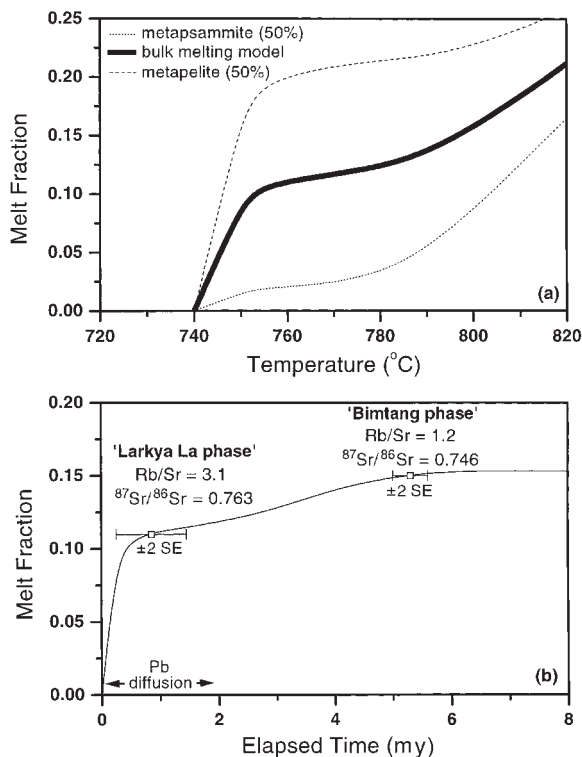 0.25
0.20
0.15
0.10
0.05
0.00
Melt Fraction
metapsammite (50%)
bulk melting model
metapelite (50%)
(a)
720
740
760
780
800
820
Temperature (°C)
0.20
0.15
0.10
0.05
0.00
Melt Fraction
'Larkya La phase'
Rb/Sr = 3.1
⁸⁷Sr/⁸⁶Sr = 0.763
±2 SE
'Bimtang phase'
Rb/Sr = 1.2
⁸⁷Sr/⁸⁶Sr = 0.746
±2 SE
Pb
diffusion
(b)
0
2
4
6
8
Elapsed Time (my)